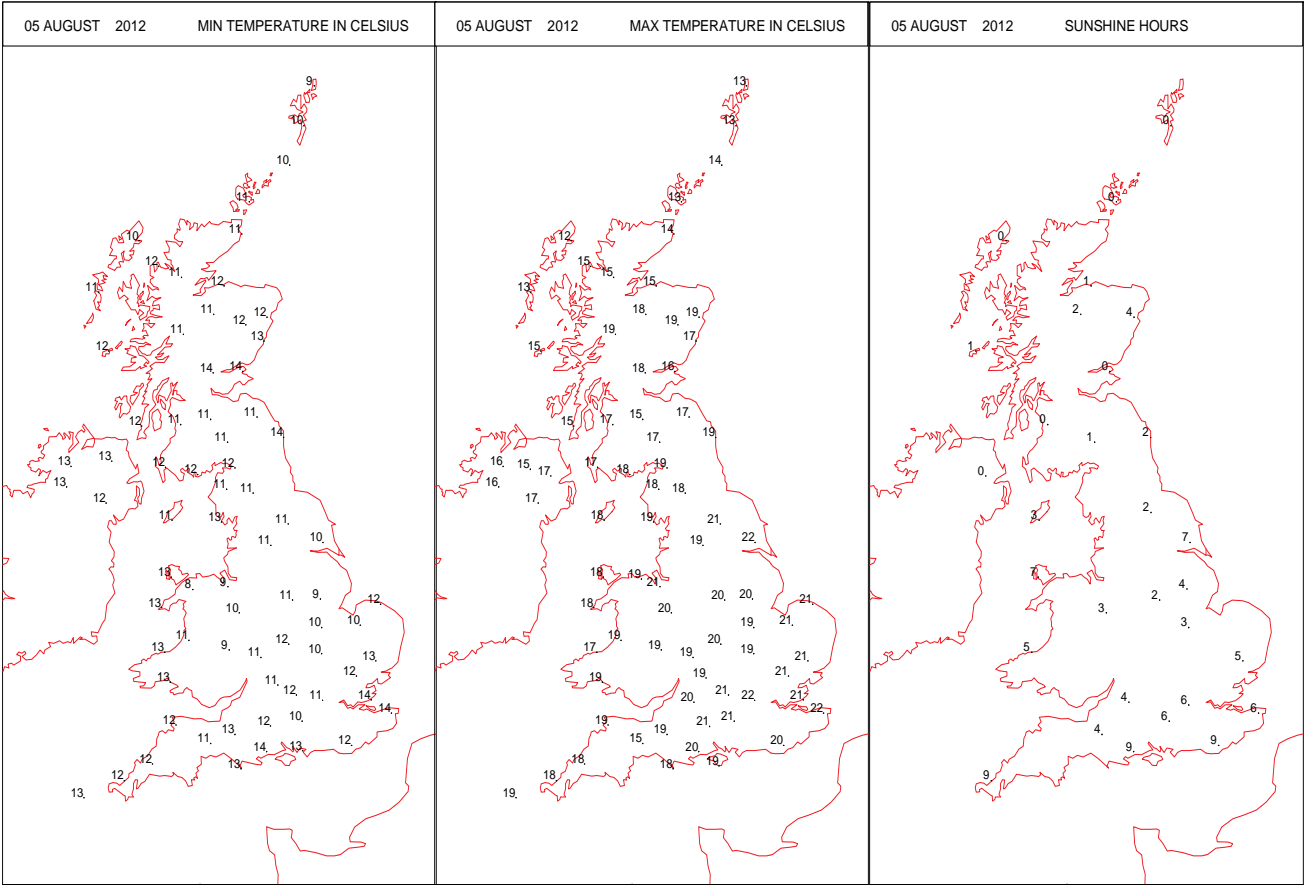 05 AUGUST 2012 MIN TEMPERATURE IN CELSIUS
9.
10.
10.
11.
11.
10.
12.
11.
12.
11.
11. 12. 12.
11. 13.
12.
14. 14.
12. 11. 11. 11.
11. 14.
13. 13. 12. 12. 12.
13. 11. 11.
12.
11. 13. 11.
11. 10.
13. 8. 9.
13. 11. 9. 12.
10.
10. 10.
13. 11. 9. 12. 10.
11. 13.
13. 12.
11. 12. 11. 14.
14.
12. 13. 12. 10.
11. 14. 13. 12.
12. 13.
12.
13.
05 AUGUST 2012 MAX TEMPERATURE IN CELSIUS
13.
13.
14.
13.
14.
12.
15. 15.
15.
13.
18. 19. 19.
19. 17.
15.
18. 16.
15. 17. 15. 17.
17. 19.
16. 15. 17. 17. 18. 19.
16. 18. 18.
17.
18. 19. 21.
19. 22.
18. 19. 21.
18. 20. 20. 21.
20.
19. 21.
17. 19. 19. 20. 19.
19. 21.
19. 19. 21.
20. 21. 22. 21.
22.
19. 19. 21. 21.
15. 20. 20.
18. 18. 19.
18.
19.
05 AUGUST 2012 SUNSHINE HOURS
0.
0.
0.
1.
2. 4.
1.
0.
0.
1. 2.
0.
3. 2.
7.
7. 4.
3. 2.
3.
5. 5.
4. 6.
6.
4. 6.
9. 9.
9.